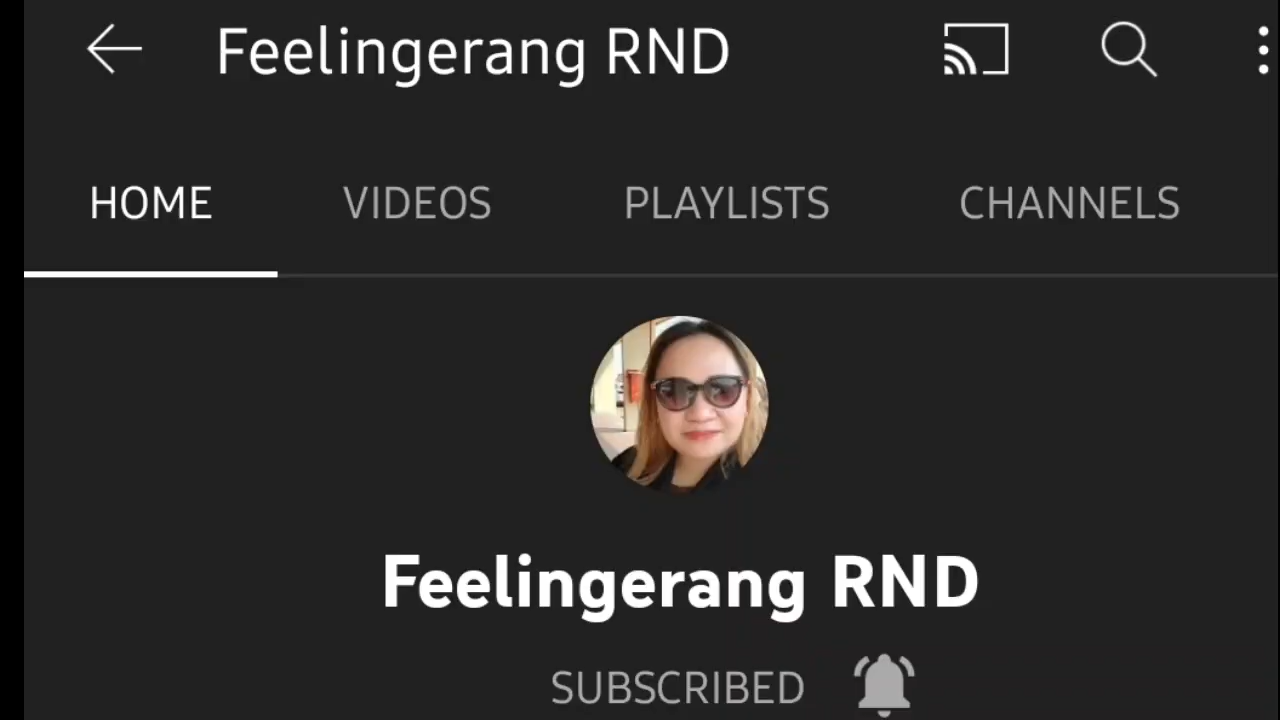 Feelingerang RND
HOME VIDEOS PLAYLISTS CHANNELS
Feelingerang RND
SUBSCRIBED